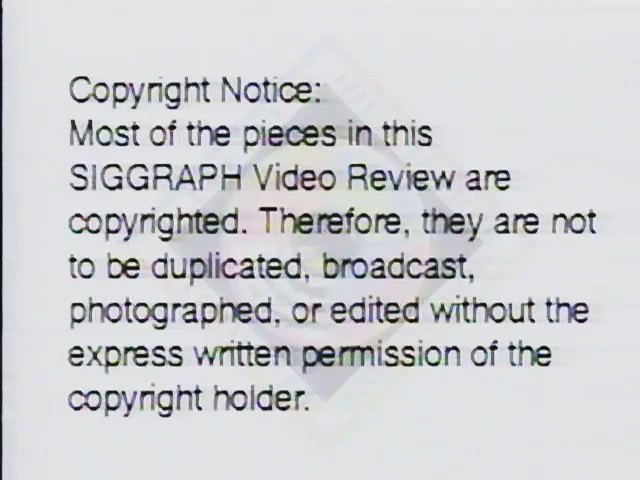 Copyright Notice:
Most of the pieces in this
SIGGRAPH Video Review are
copyrighted. Therefore, they are not
to be duplicated, broadcast,
photographed, or edited without the
express written permission of the
copyright holder.